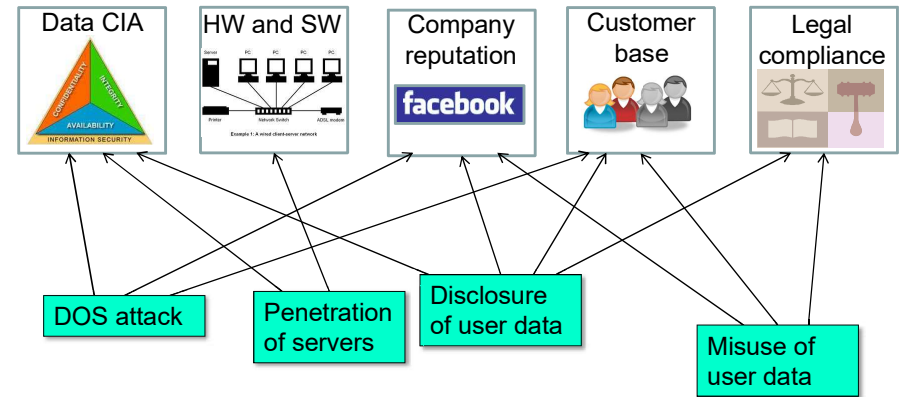 Data CIA
CONFIDENTIALITY
INTEGRITY
AVAILABILITY
INFORMATION SECURITY
HW and SW
Server
PC
PC
PC
PC
Printer
Network Switch
ADSL modem
Example 1: A wired client-server network
Company
reputation
facebook
Customer
base
Legal
compliance
DOS attack
Penetration
of servers
Disclosure
of user data
Misuse of
user data